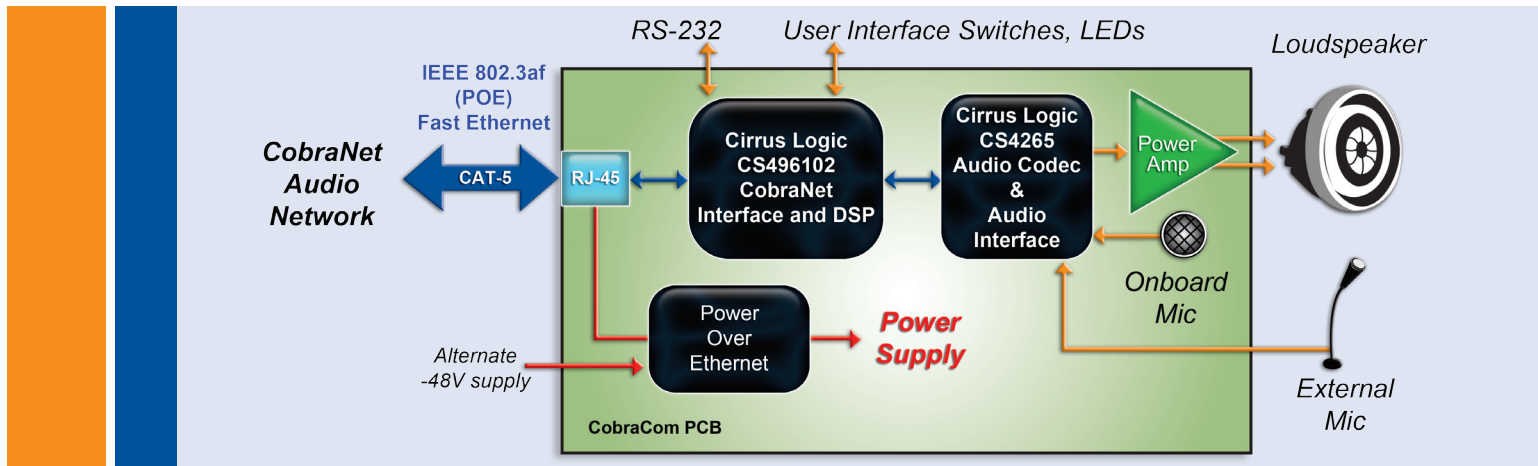 RS-232
User Interface Switches, LEDs
Loudspeaker
IEEE 802.3af
(POE)
Fast Ethernet
CobraNet
Audio
Network
CAT-5
RJ-45
Cirrus Logic
CS496102
CobraNet
Interface and DSP
Cirrus Logic
CS4265
Audio Codec
&
Audio
Interface
Power
Amp
Onboard
Mic
Power
Over
Ethernet
Power
Supply
Alternate
-48V supply
External
Mic
CobraCom PCB